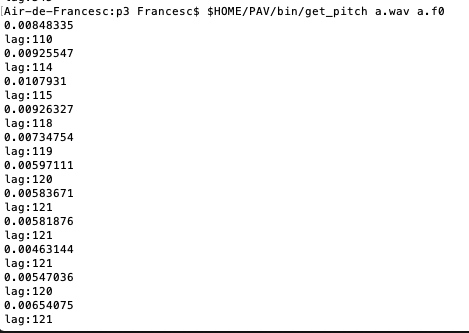 Air-de-Francesc:p3 Francesc$ $HOME/PAV/bin/get_pitch a.wav a.f0
0.00848335
lag:110
0.00925547
lag:114
0.0107931
lag:115
0.00926327
lag:118
0.00734754
lag:119
0.00597111
lag:120
0.00583671
lag:121
0.00581876
lag:121
0.00463144
lag:121
0.00547036
lag:120
0.00654075
lag:121